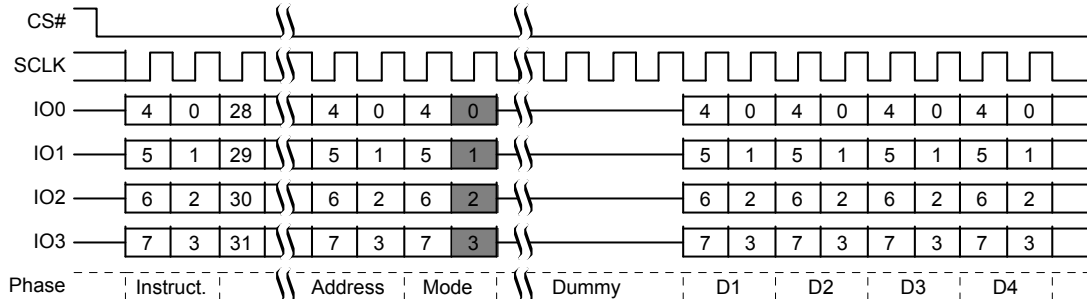 CS#
SCLK
IO0 4 0 28 4 0 4 0 4 0 4 0 4 0 4 0
IO1 5 1 29 5 1 5 1 5 1 5 1 5 1 5 1
IO2 6 2 30 6 2 6 2 6 2 6 2 6 2 6 2
IO3 7 3 31 7 3 7 3 7 3 7 3 7 3 7 3
Phase Instruct. Address Mode Dummy D1 D2 D3 D4